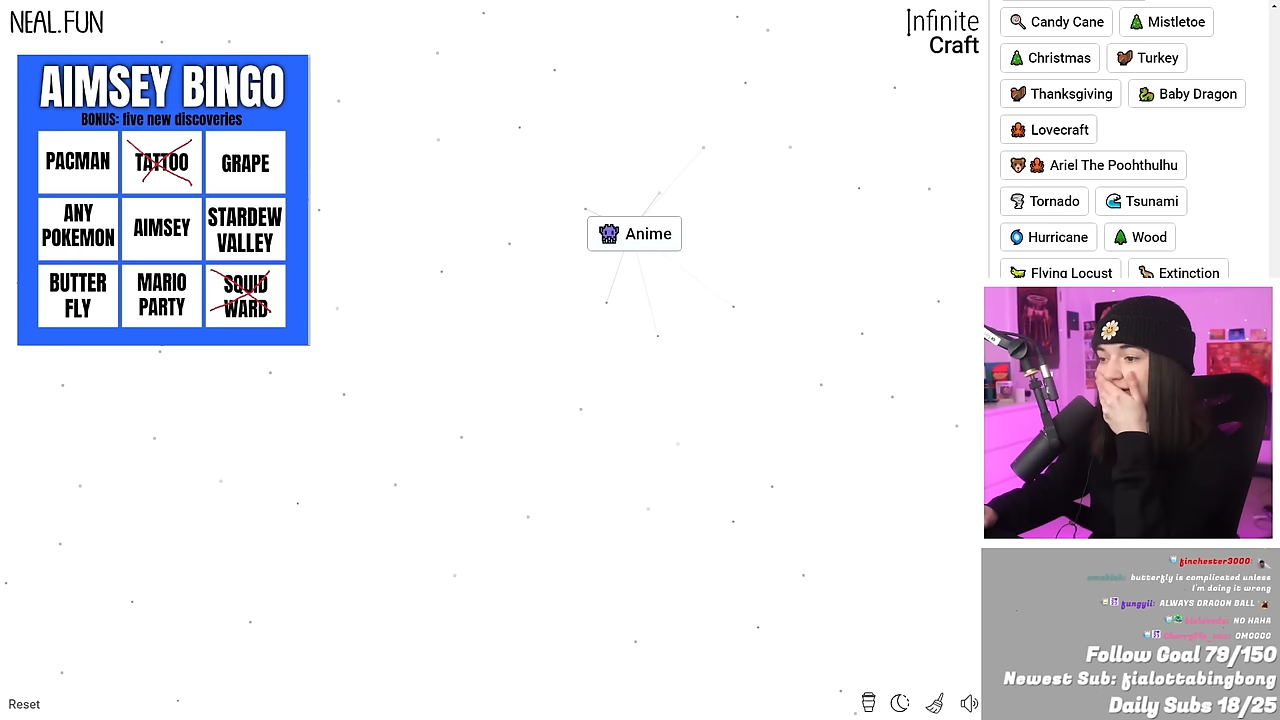 NEAL.FUN
Infinite
Craft
AIMSEY BINGO
BONUS: five new discoveries
PACMAN
TATTOO
GRAPE
ANY
POKEMON
AIMSEY
STARDEW
VALLEY
BUTTER
FLY
MARIO
PARTY
SQUID
WARD
Anime
Candy Cane
Mistletoe
Christmas
Turkey
Thanksgiving
Baby Dragon
Lovecraft
Ariel The Poohthulhu
Tornado
Tsunami
Hurricane
Wood
Flying Locust
Extinction
finchester3000:
butterfly is complicated unless
I'm doing it wrong
fungyii: ALWAYS DRAGON BALL
NO HAHA
OMGGGG
Follow Goal 79/150
Newest Sub: fialottabingbong
Daily Subs 18/25
Reset